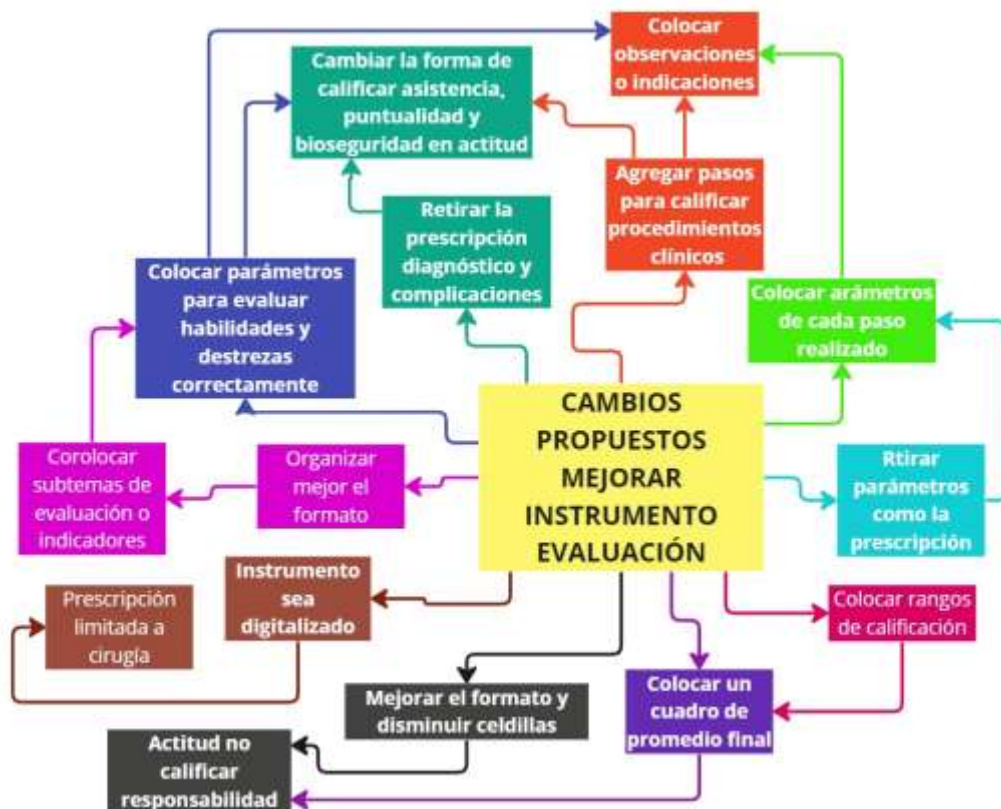 Colocar
observaciones
o indicaciones
Cambiar la forma de
calificar asistencia,
puntualidad y
bioseguridad en actitud
Agregar pasos
para calificar
procedimientos
clínicos
Retirar la
prescripción
diagnóstico y
complicaciones
Colocar parámetros
para evaluar
habilidades y
destrezas
correctamente
Colocar arámetros
de cada paso
realizado
CAMBIOS
PROPUESTOS
MEJORAR
INSTRUMENTO
EVALUACIÓN
Corolocar
subtemas de
evaluación o
indicadores
Organizar
mejor el
formato
Rtirar
parámetros
como la
prescripción
Instrumento
sea
digitalizado
Prescripción
limitada a
cirugía
Colocar rangos
de calificación
Mejorar el formato y
disminuir celdillas
Colocar un
cuadro de
promedio final
Actitud no
calificar
responsabilidad